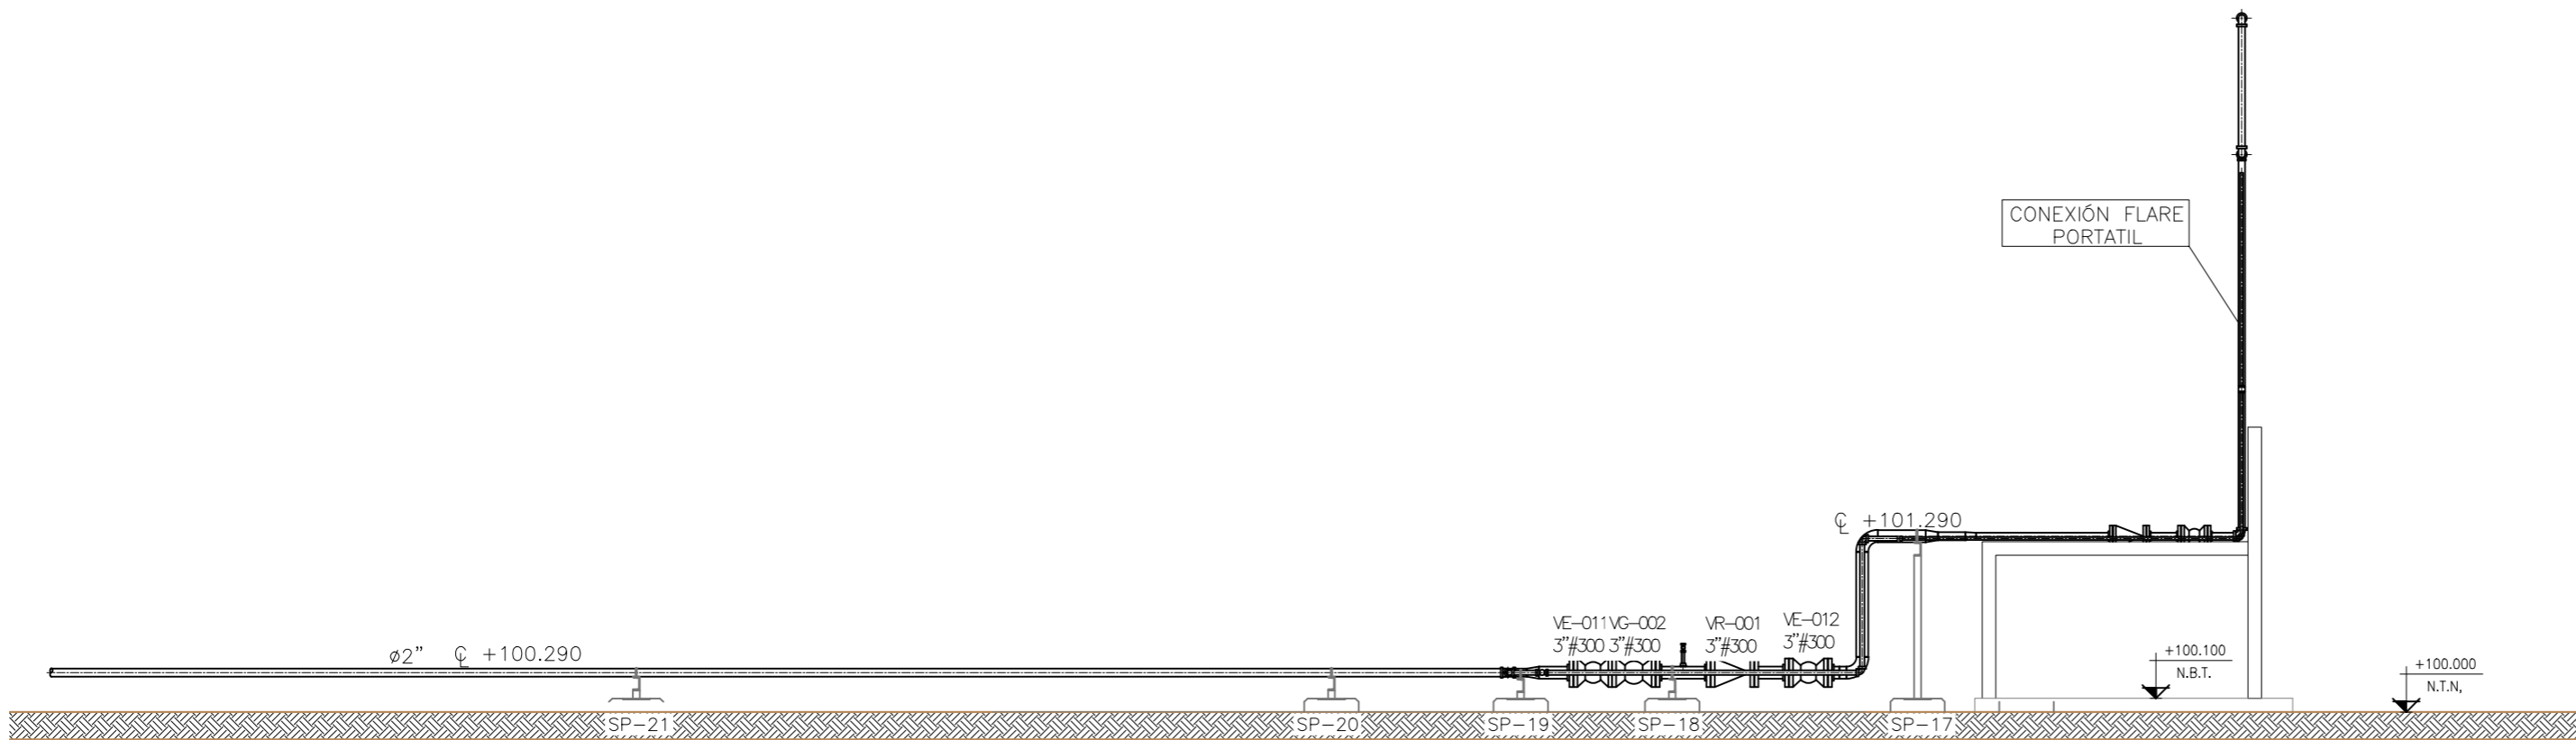 CONEXIÓN FLARE
PORTATIL
℄ +101.290
ø2" ℄ +100.290
VE-011 VG-002 VR-001 VE-012
3"#300 3"#300 3"#300 3"#300
+100.100
N.B.T.
+100.000
N.T.N,
SP-21 SP-20 SP-19 SP-18 SP-17